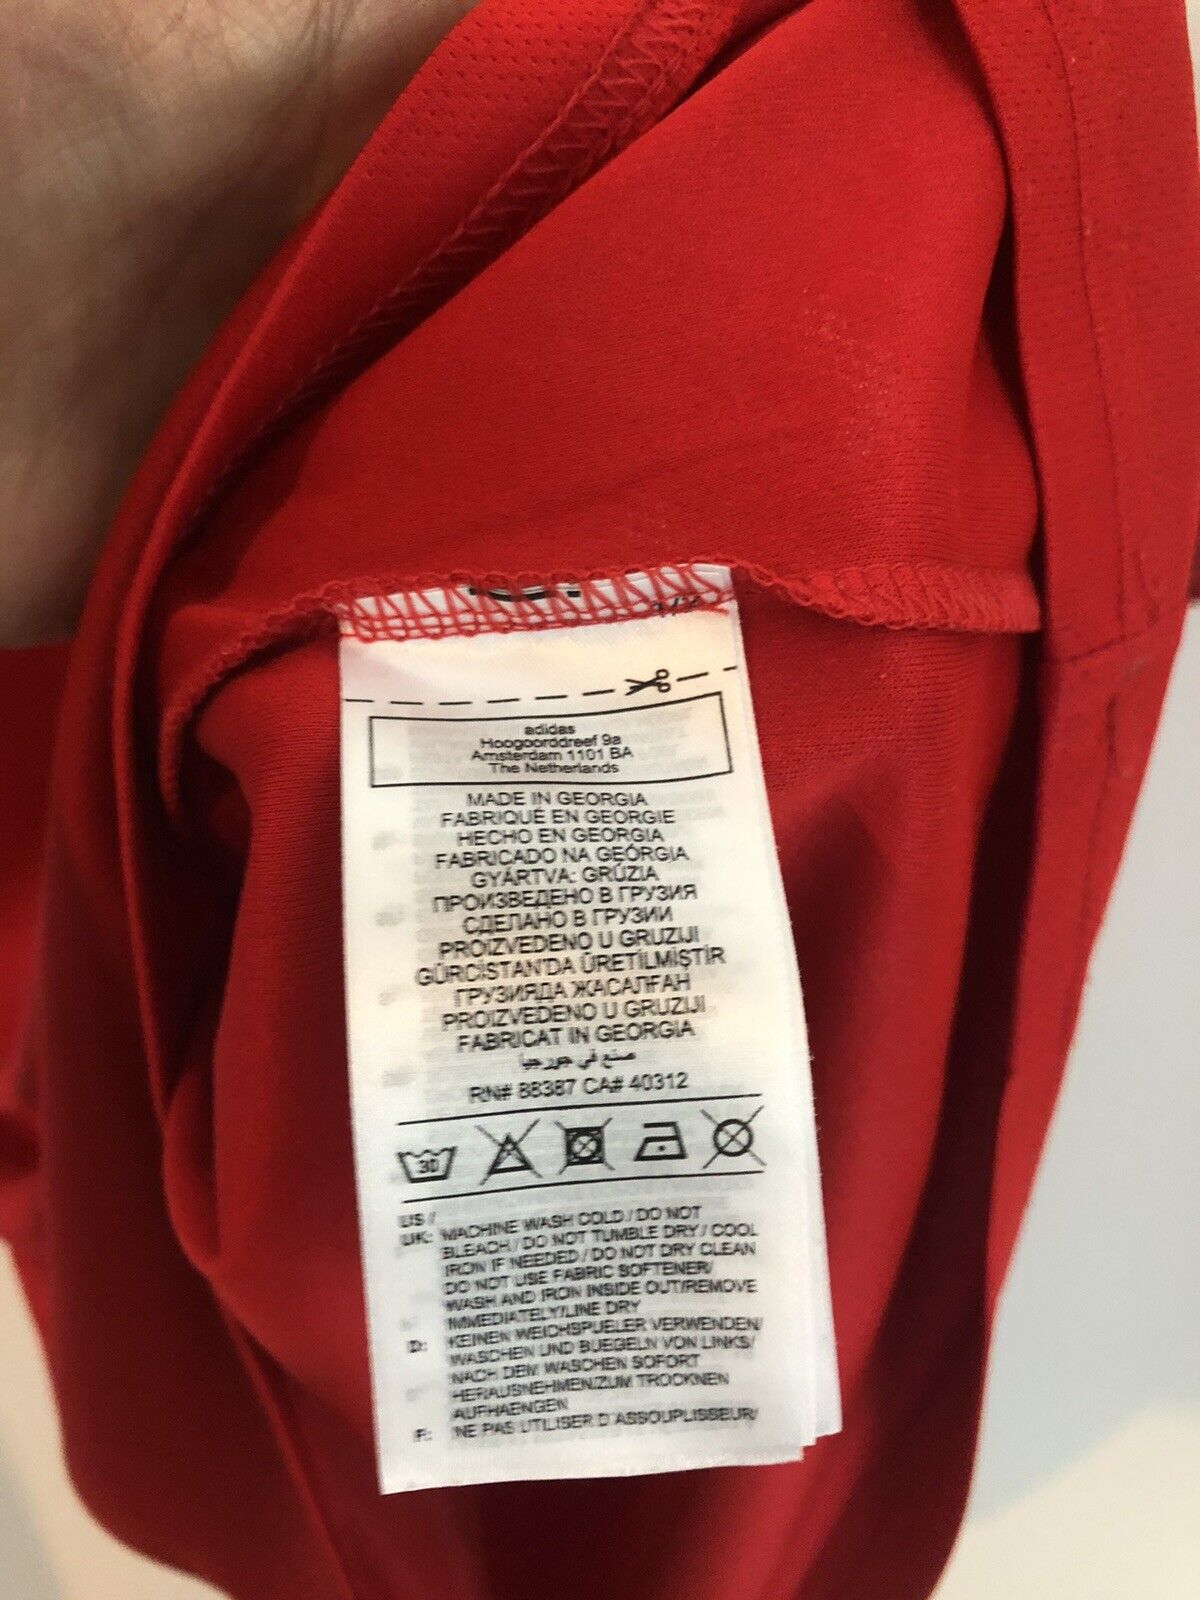 adidas
Hoogoorddreef 9a
Amsterdam 1101 BA
The Netherlands
MADE IN GEORGIA
FABRIQUÉ EN GEORGIE
HECHO EN GEORGIA
FABRICADO NA GEÓRGIA
GYÁRTVA: GRÚZIA
ПРОИЗВЕДЕНО В ГРУЗИЯ
СДЕЛАНО В ГРУЗИИ
PROIZVEDENO U GRUZIJI
GÜRCİSTAN'DA ÜRETİLMİŞTİR
ГРУЗИЯДА ЖАСАЛҒАН
PROIZVEDENO U GRUZIJI
FABRICAT IN GEORGIA
صنع في جورجيا
RN# 88387 CA# 40312
30
US /
UK: MACHINE WASH COLD / DO NOT
BLEACH / DO NOT TUMBLE DRY / COOL
IRON IF NEEDED / DO NOT DRY CLEAN
DO NOT USE FABRIC SOFTENER/
WASH AND IRON INSIDE OUT/REMOVE
IMMEDIATELY/LINE DRY
D: KEINEN WEICHSPUELER VERWENDEN/
WASCHEN UND BUEGELN VON LINKS/
NACH DEM WASCHEN SOFORT
HERAUSNEHMEN/ZUM TROCKNEN
AUFHAENGEN
F: NE PAS UTILISER D'ASSOUPLISSEUR/